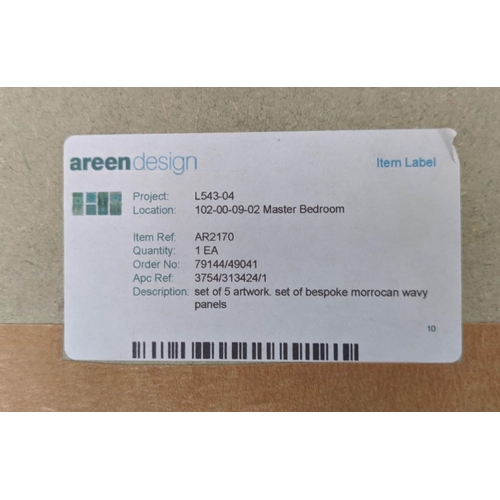 areendesign
Item Label
Project: L543-04
Location: 102-00-09-02 Master Bedroom
Item Ref: AR2170
Quantity: 1 EA
Order No: 79144/49041
Apc Ref: 3754/313424/1
Description: set of 5 artwork. set of bespoke morrocan wavy
panels
10